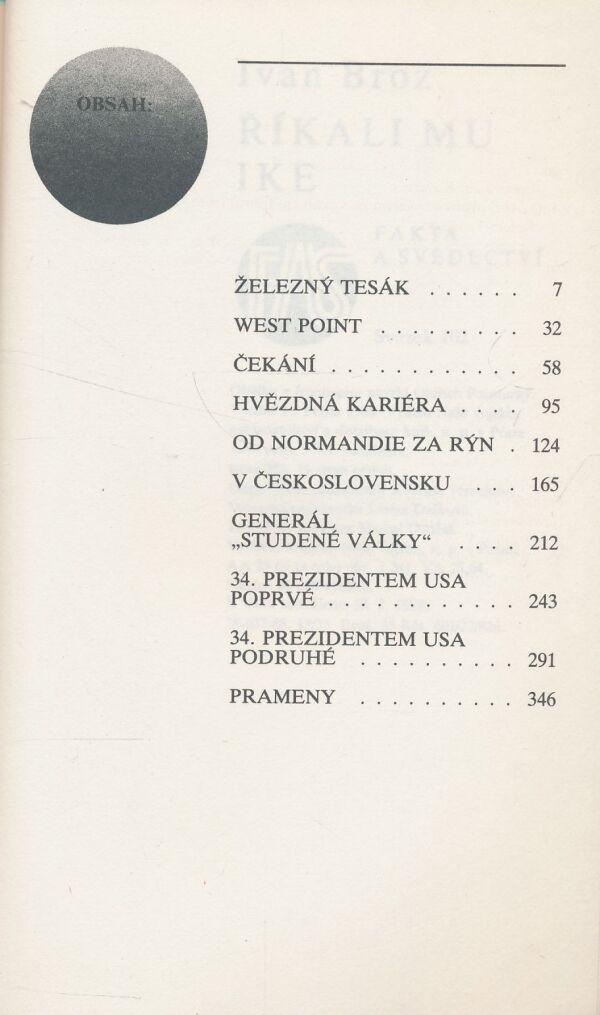 OBSAH:
Ivan Brož
ŘÍKALI MU
IKE
FAKTA
A SVĚDECTVÍ
ŽELEZNÝ TESÁK . . . . . . 7
WEST POINT . . . . . . . . . 32
ČEKÁNÍ . . . . . . . . . . . . 58
HVĚZDNÁ KARIÉRA . . . . 95
OD NORMANDIE ZA RÝN . 124
V ČESKOSLOVENSKU . . . 165
GENERÁL
„STUDENÉ VÁLKY“ . . . . 212
34. PREZIDENTEM USA
POPRVÉ . . . . . . . . . . . . 243
34. PREZIDENTEM USA
PODRUHÉ . . . . . . . . . . 291
PRAMENY . . . . . . . . . . 346